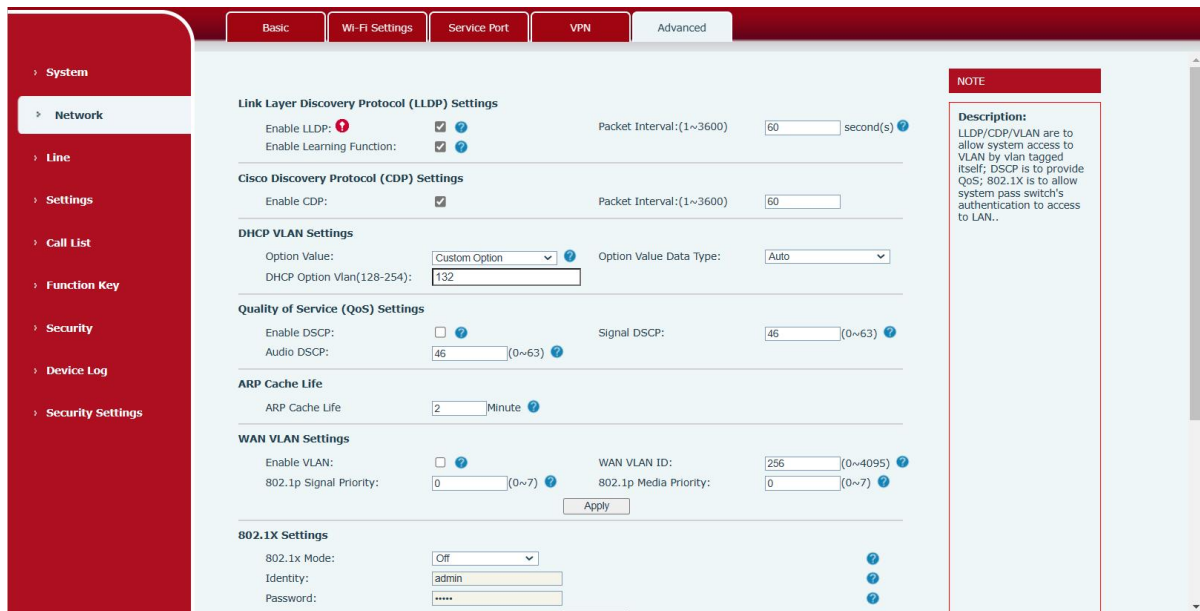 Basic Wi-Fi Settings Service Port VPN Advanced
› System
› Network
› Line
› Settings
› Call List
› Function Key
› Security
› Device Log
› Security Settings
Link Layer Discovery Protocol (LLDP) Settings
Enable LLDP: Packet Interval:(1~3600) 60 second(s)
Enable Learning Function:
Cisco Discovery Protocol (CDP) Settings
Enable CDP: Packet Interval:(1~3600) 60
DHCP VLAN Settings
Option Value: Custom Option Option Value Data Type: Auto
DHCP Option Vlan(128-254): 132
Quality of Service (QoS) Settings
Enable DSCP: Signal DSCP: 46 (0~63)
Audio DSCP: 46 (0~63)
ARP Cache Life
ARP Cache Life 2 Minute
WAN VLAN Settings
Enable VLAN: WAN VLAN ID: 256 (0~4095)
802.1p Signal Priority: 0 (0~7) 802.1p Media Priority: 0 (0~7)
Apply
802.1X Settings
802.1x Mode: Off
Identity: admin
Password: •••••
NOTE
Description:
LLDP/CDP/VLAN are to
allow system access to
VLAN by vlan tagged
itself; DSCP is to provide
QoS; 802.1X is to allow
system pass switch's
authentication to access
to LAN..